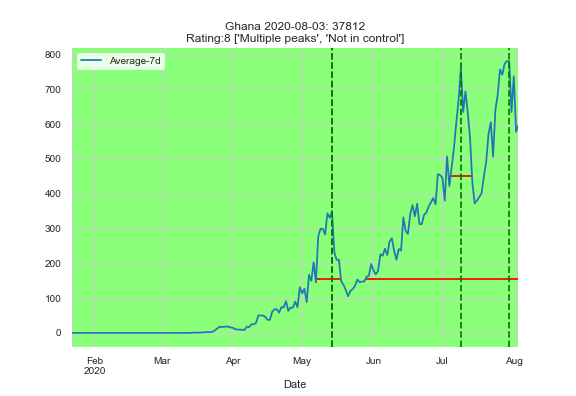 Ghana 2020-08-03: 37812
Rating:8 ['Multiple peaks', 'Not in control']
Average-7d
800
700
600
500
400
300
200
100
0
Feb Mar Apr May Jun Jul Aug
2020
Date